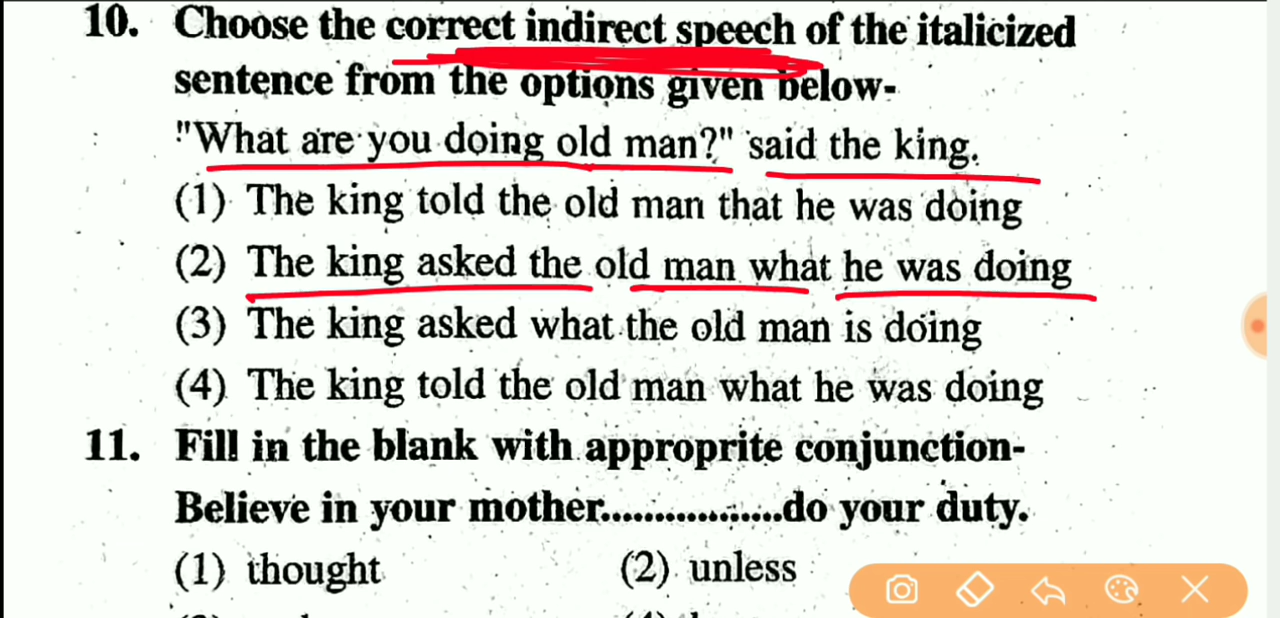 10. Choose the correct indirect speech of the italicized
sentence from the options given below-
"What are you doing old man?" said the king.
(1) The king told the old man that he was doing
(2) The king asked the old man what he was doing
(3) The king asked what the old man is doing
(4) The king told the old man what he was doing
11. Fill in the blank with approprite conjunction-
Believe in your mother.................do your duty.
(1) thought (2) unless